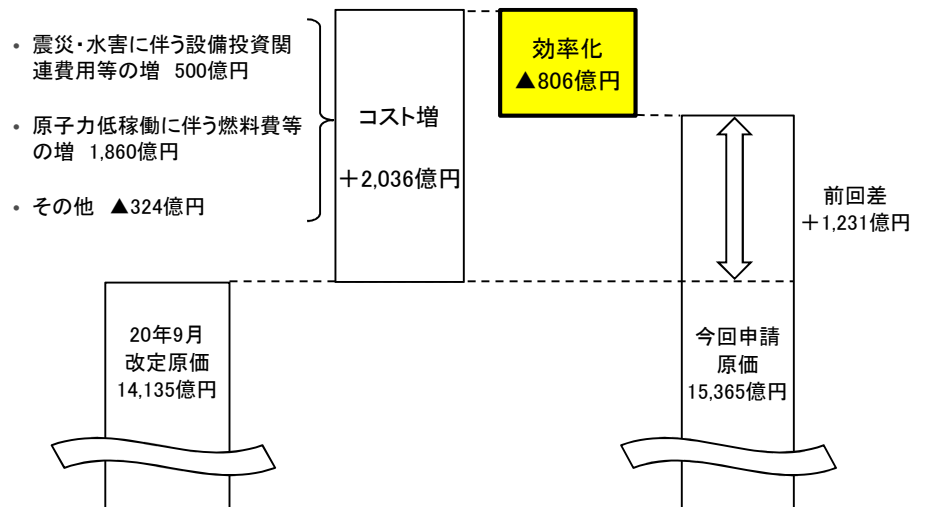 • 震災・水害に伴う設備投資関
連費用等の増 500億円
• 原子力低稼働に伴う燃料費等
の増 1,860億円
• その他 ▲324億円
コスト増
＋2,036億円
効率化
▲806億円
前回差
＋1,231億円
20年9月
改定原価
14,135億円
今回申請
原価
15,365億円